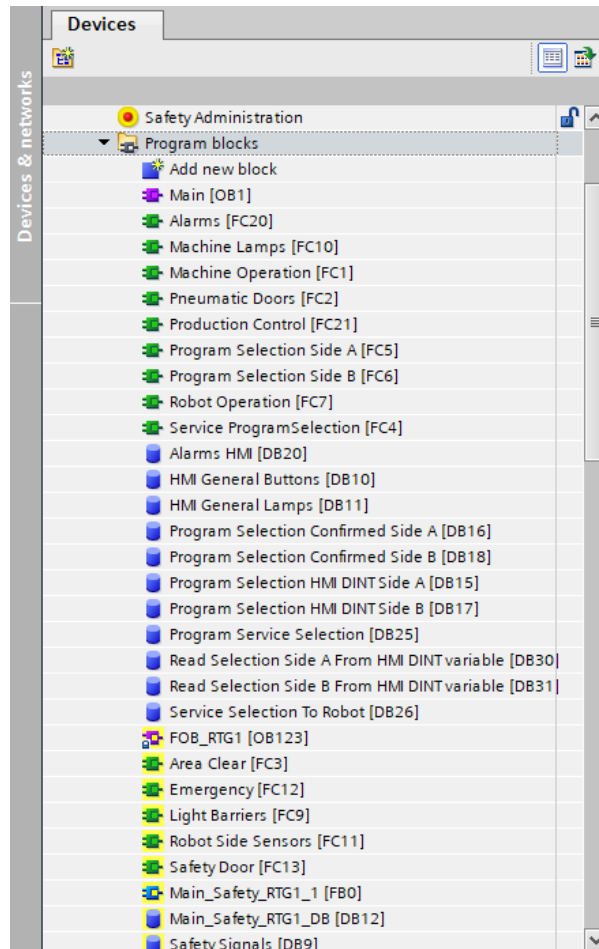 Devices
Devices & networks
Safety Administration
Program blocks
Add new block
Main [OB1]
Alarms [FC20]
Machine Lamps [FC10]
Machine Operation [FC1]
Pneumatic Doors [FC2]
Production Control [FC21]
Program Selection Side A [FC5]
Program Selection Side B [FC6]
Robot Operation [FC7]
Service ProgramSelection [FC4]
Alarms HMI [DB20]
HMI General Buttons [DB10]
HMI General Lamps [DB11]
Program Selection Confirmed Side A [DB16]
Program Selection Confirmed Side B [DB18]
Program Selection HMI DINT Side A [DB15]
Program Selection HMI DINT Side B [DB17]
Program Service Selection [DB25]
Read Selection Side A From HMI DINT variable [DB30]
Read Selection Side B From HMI DINT variable [DB31]
Service Selection To Robot [DB26]
FOB_RTG1 [OB123]
Area Clear [FC3]
Emergency [FC12]
Light Barriers [FC9]
Robot Side Sensors [FC11]
Safety Door [FC13]
Main_Safety_RTG1_1 [FB0]
Main_Safety_RTG1_DB [DB12]
Safety Signals [DB9]